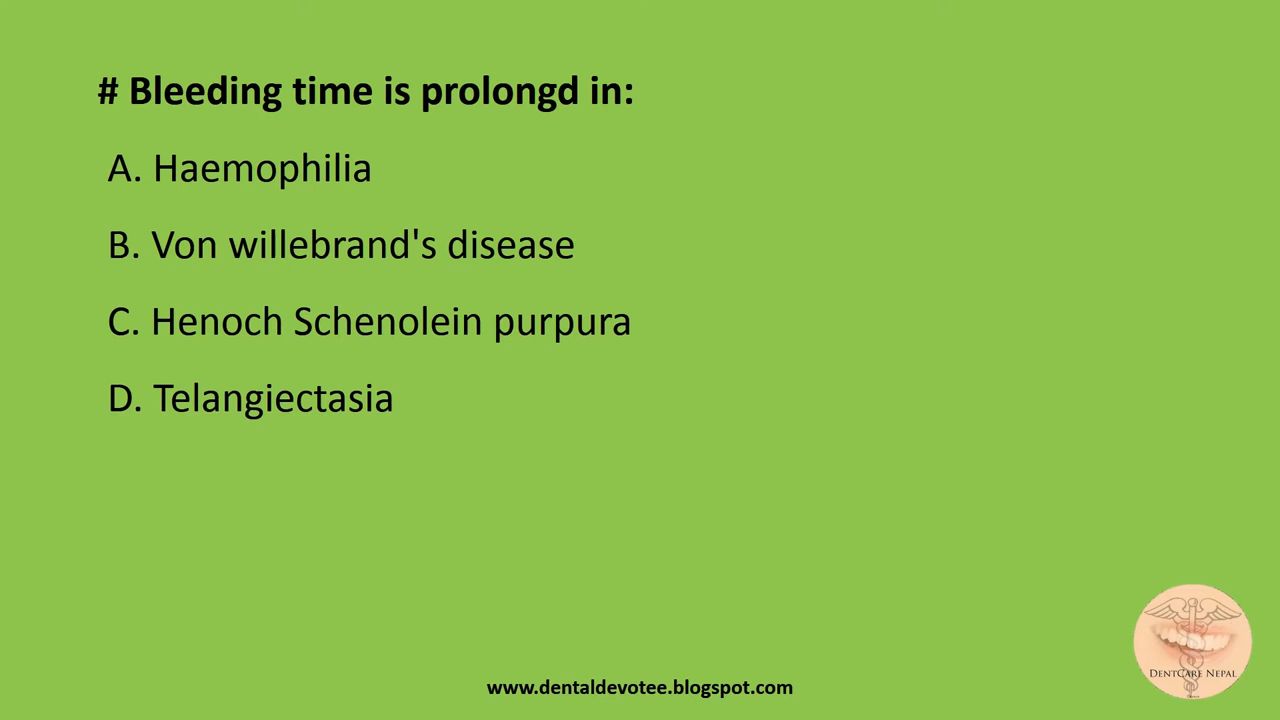 # Bleeding time is prolongd in:
A. Haemophilia
B. Von willebrand's disease
C. Henoch Schenolein purpura
D. Telangiectasia
DENTCARE NEPAL
www.dentaldevotee.blogspot.com